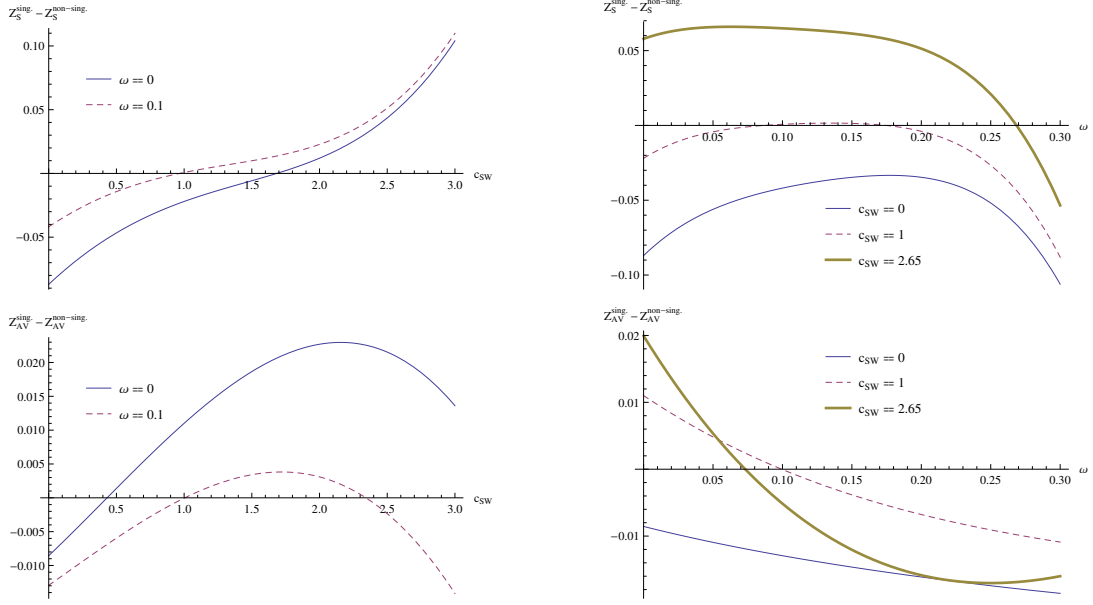 Z_S^sing. − Z_S^non-sing.
0.10
0.05
−0.05
0.5 1.0 1.5 2.0 2.5 3.0 c_SW
ω == 0
ω == 0.1
Z_S^sing. − Z_S^non-sing.
0.05
−0.05
−0.10
0.05 0.10 0.15 0.20 0.25 0.30 ω
c_SW == 0
c_SW == 1
c_SW == 2.65
Z_AV^sing. − Z_AV^non-sing.
0.020
0.015
0.010
0.005
−0.005
−0.010
0.5 1.0 1.5 2.0 2.5 3.0 c_SW
ω == 0
ω == 0.1
Z_AV^sing. − Z_AV^non-sing.
0.02
0.01
−0.01
0.05 0.10 0.15 0.20 0.25 0.30 ω
c_SW == 0
c_SW == 1
c_SW == 2.65